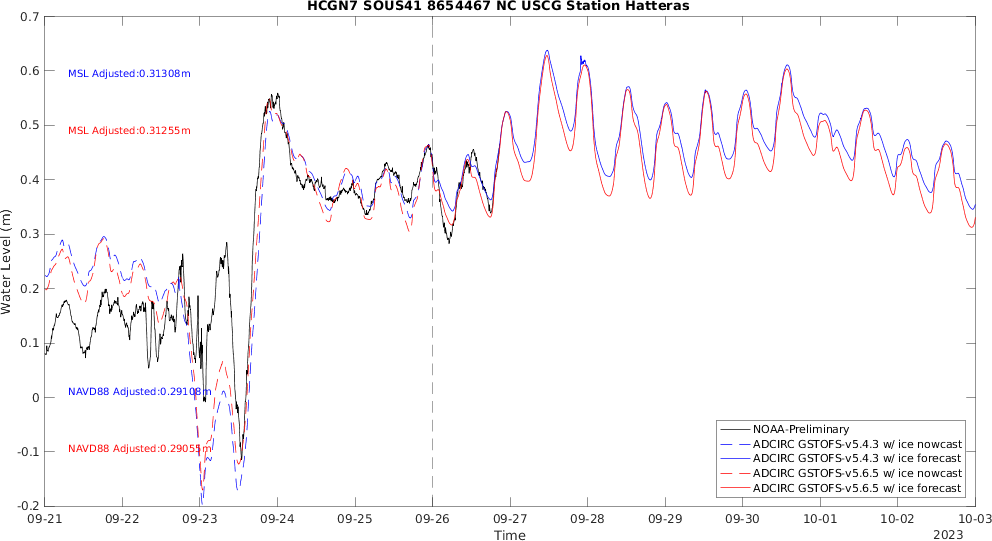 HCGN7 SOUS41 8654467 NC USCG Station Hatteras
Water Level (m)
0.7
0.6
0.5
0.4
0.3
0.2
0.1
0
-0.1
-0.2
MSL Adjusted:0.31308m
MSL Adjusted:0.31255m
NAVD88 Adjusted:0.29108m
NAVD88 Adjusted:0.29055m
NOAA-Preliminary
ADCIRC GSTOFS-v5.4.3 w/ ice nowcast
ADCIRC GSTOFS-v5.4.3 w/ ice forecast
ADCIRC GSTOFS-v5.6.5 w/ ice nowcast
ADCIRC GSTOFS-v5.6.5 w/ ice forecast
09-21 09-22 09-23 09-24 09-25 09-26 09-27 09-28 09-29 09-30 10-01 10-02 10-03
Time
2023